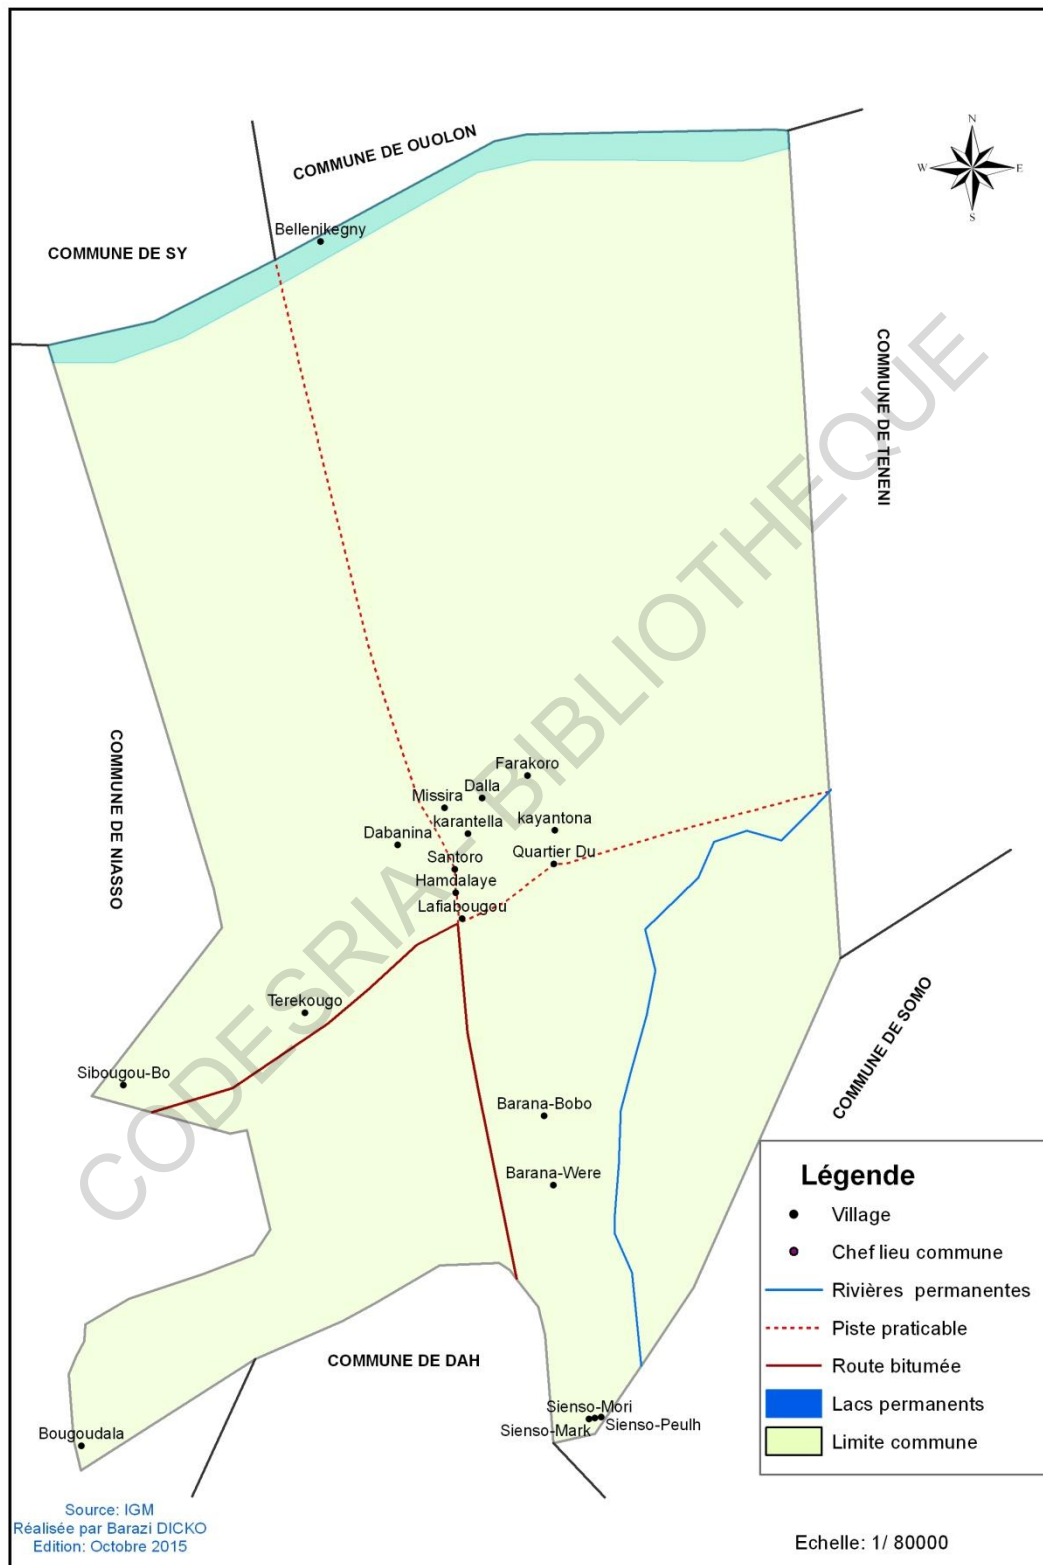 N
W
E
S
COMMUNE DE OUOLON
Bellenikegny
COMMUNE DE SY
COMMUNE DE TENENI
COMMUNE DE NIASSO
Farakoro
Dalla
Missira
karantella
kayantona
Dabanina
Quartier Du
Santoro
Hamdalaye
Lafiabougou
Terekougo
COMMUNE DE SOMO
Sibougou-Bo
Barana-Bobo
Barana-Were
COMMUNE DE DAH
Sienso-Mori
Sienso-Mark
Sienso-Peulh
Bougoudala
Légende
Village
Chef lieu commune
Rivières permanentes
Piste praticable
Route bitumée
Lacs permanents
Limite commune
Source: IGM
Réalisée par Barazi DICKO
Edition: Octobre 2015
Echelle: 1/ 80000
CODESRIA - BIBLIOTHEQUE